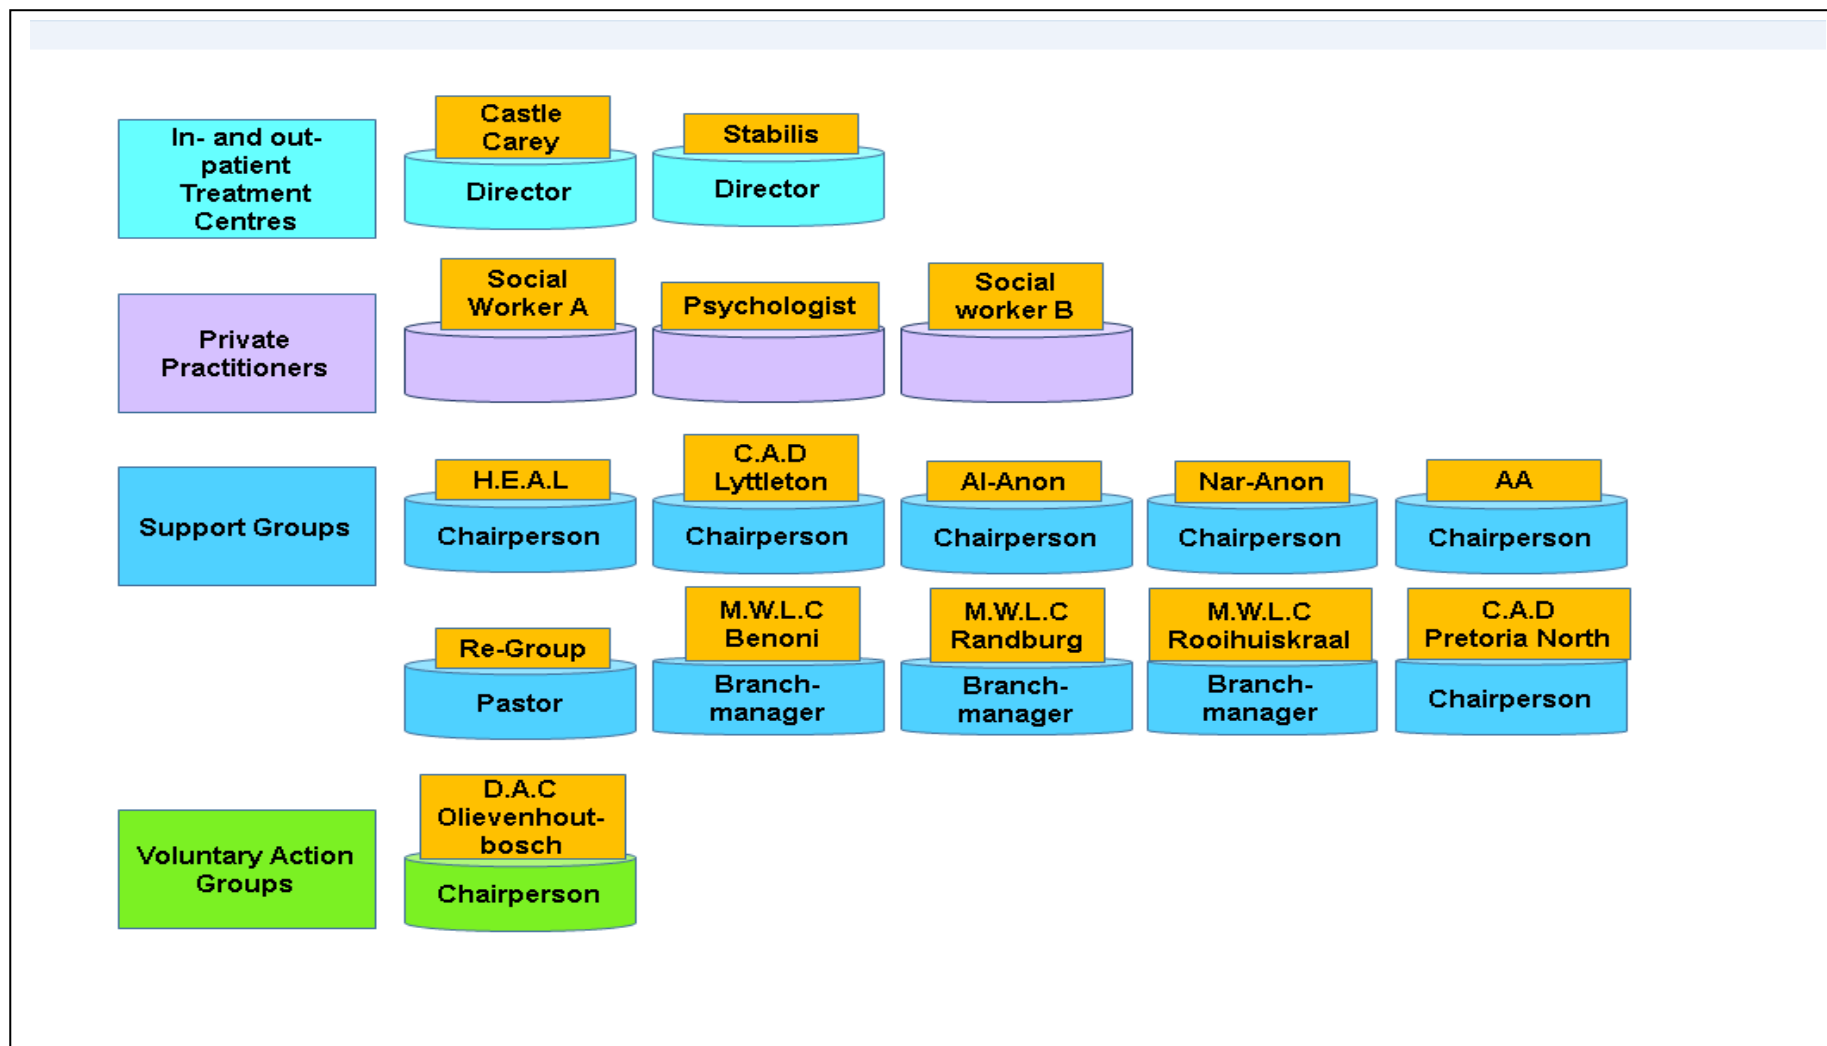 In- and out-
patient
Treatment
Centres
Castle
Carey
Director
Stabilis
Director
Private
Practitioners
Social
Worker A
Psychologist
Social
worker B
Support Groups
H.E.A.L
Chairperson
C.A.D
Lyttleton
Chairperson
Al-Anon
Chairperson
Nar-Anon
Chairperson
AA
Chairperson
Re-Group
Pastor
M.W.L.C
Benoni
Branch-
manager
M.W.L.C
Randburg
Branch-
manager
M.W.L.C
Rooihuiskraal
Branch-
manager
C.A.D
Pretoria North
Chairperson
Voluntary Action
Groups
D.A.C
Olievenhout-
bosch
Chairperson